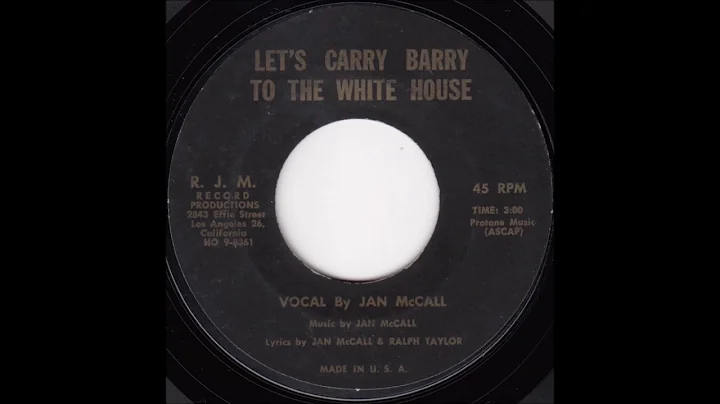 LET'S CARRY BARRY
TO THE WHITE HOUSE
R. J. M.
RECORD
PRODUCTIONS
2843 Effie Street
Los Angeles 26,
California
NO 9-8361
45 RPM
TIME: 3:00
Protone Music
(ASCAP)
VOCAL By JAN McCALL
Music by JAN McCALL
Lyrics by JAN McCALL & RALPH TAYLOR
MADE IN U. S. A.